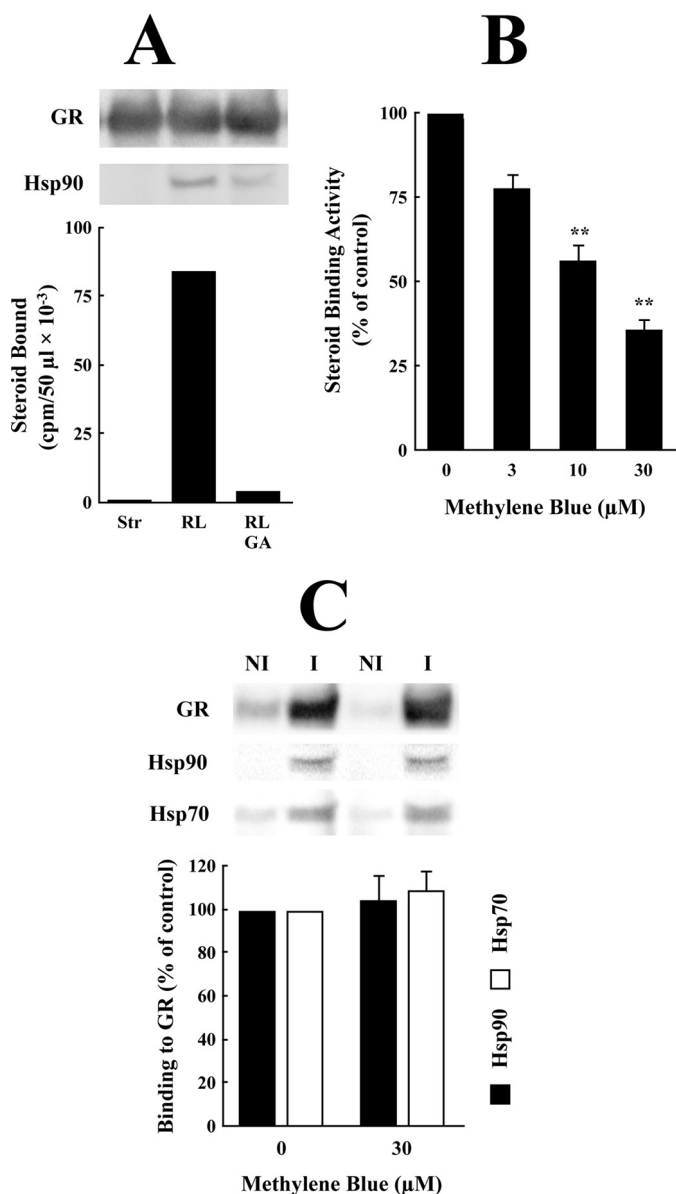 A
GR
Hsp90
Steroid Bound
(cpm/50 µl × 10⁻³)
100
75
50
25
0
Str
RL
RL
GA
B
Steroid Binding Activity
(% of control)
100
75
50
25
0
**
**
0
3
10
30
Methylene Blue (µM)
C
NI
I
NI
I
GR
Hsp90
Hsp70
Binding to GR (% of control)
120
100
80
60
40
20
0
0
30
Methylene Blue (µM)
Hsp90
Hsp70